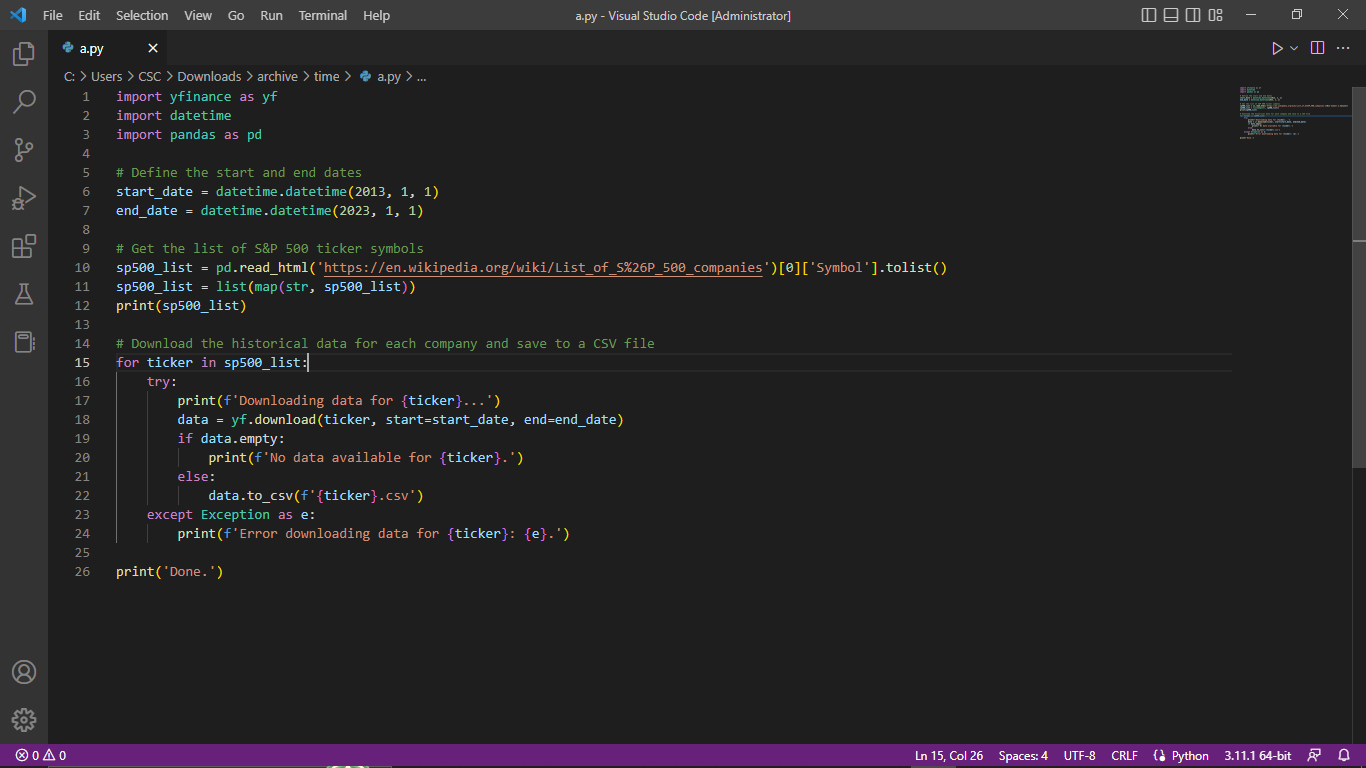 File Edit Selection View Go Run Terminal Help a.py - Visual Studio Code [Administrator]
a.py
C: > Users > CSC > Downloads > archive > time > a.py > ...
1 import yfinance as yf
2 import datetime
3 import pandas as pd
4
5 # Define the start and end dates
6 start_date = datetime.datetime(2013, 1, 1)
7 end_date = datetime.datetime(2023, 1, 1)
8
9 # Get the list of S&P 500 ticker symbols
10 sp500_list = pd.read_html('https://en.wikipedia.org/wiki/List_of_S%26P_500_companies')[0]['Symbol'].tolist()
11 sp500_list = list(map(str, sp500_list))
12 print(sp500_list)
13
14 # Download the historical data for each company and save to a CSV file
15 for ticker in sp500_list:
16     try:
17         print(f'Downloading data for {ticker}...')
18         data = yf.download(ticker, start=start_date, end=end_date)
19         if data.empty:
20             print(f'No data available for {ticker}.')
21         else:
22             data.to_csv(f'{ticker}.csv')
23     except Exception as e:
24         print(f'Error downloading data for {ticker}: {e}.')
25
26 print('Done.')
0 0 Ln 15, Col 26 Spaces: 4 UTF-8 CRLF Python 3.11.1 64-bit